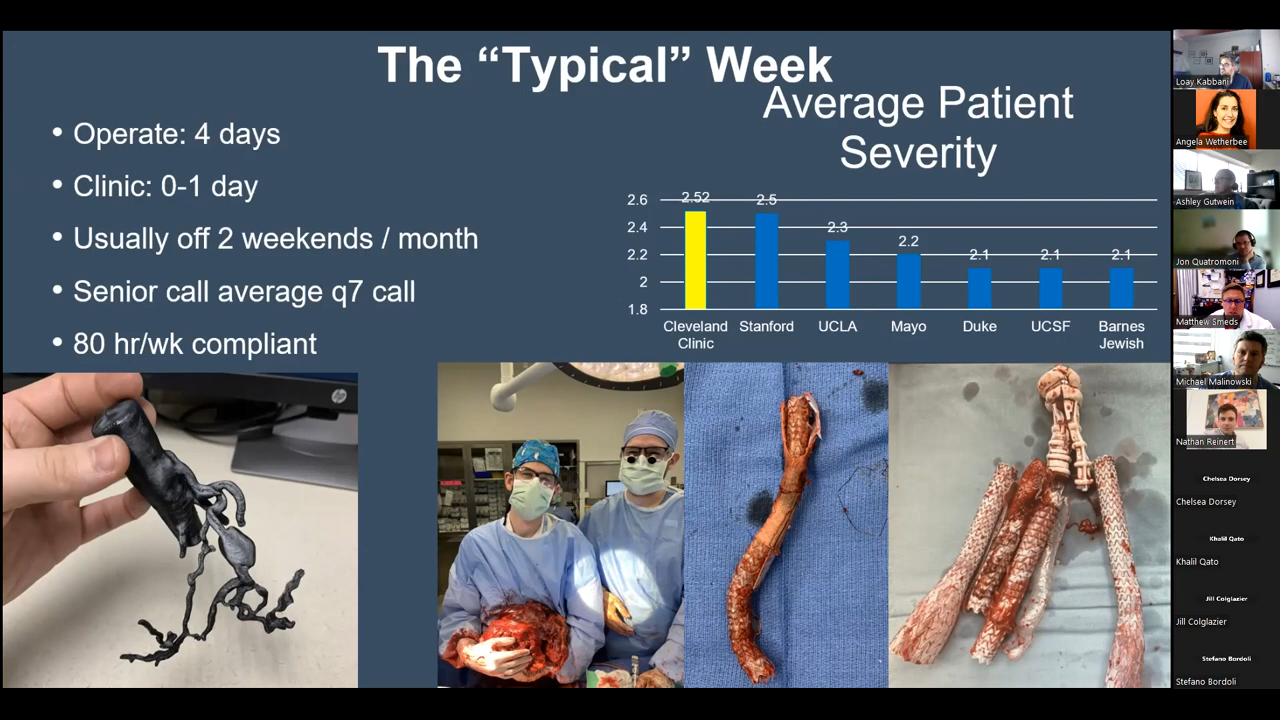 The “Typical” Week
• Operate: 4 days
• Clinic: 0-1 day
• Usually off 2 weekends / month
• Senior call average q7 call
• 80 hr/wk compliant
Average Patient
Severity
2.6
2.4
2.2
2
1.8
2.52
2.5
2.3
2.2
2.1
2.1
2.1
Cleveland
Clinic
Stanford
UCLA
Mayo
Duke
UCSF
Barnes
Jewish
hp
Loay Kabbani
Angela Wetherbee
Ashley Gutwein
Jon Quatromoni
Matthew Smeds
Michael Malinowski
Nathan Reinert
Chelsea Dorsey
Chelsea Dorsey
Khalil Qato
Khalil Qato
Jill Colglazier
Jill Colglazier
Stefano Bordoli
Stefano Bordoli